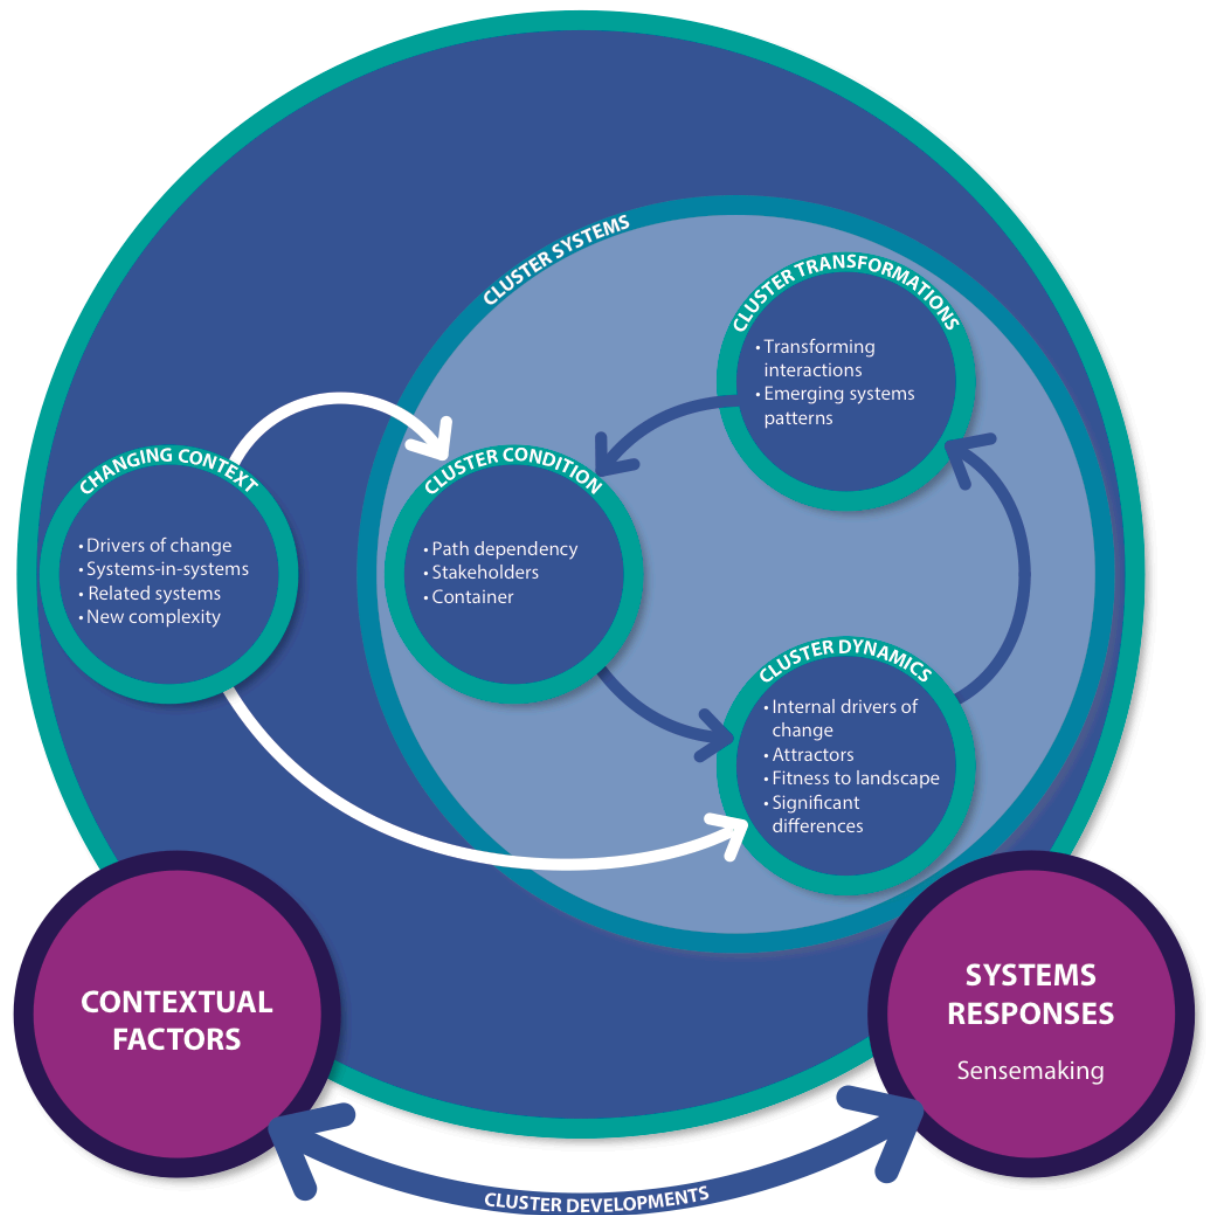 CLUSTER SYSTEMS
CLUSTER TRANSFORMATIONS
• Transforming
interactions
• Emerging systems
patterns
CHANGING CONTEXT
• Drivers of change
• Systems-in-systems
• Related systems
• New complexity
CLUSTER CONDITION
• Path dependency
• Stakeholders
• Container
CLUSTER DYNAMICS
• Internal drivers of
change
• Attractors
• Fitness to landscape
• Significant
differences
CONTEXTUAL
FACTORS
SYSTEMS
RESPONSES
Sensemaking
CLUSTER DEVELOPMENTS